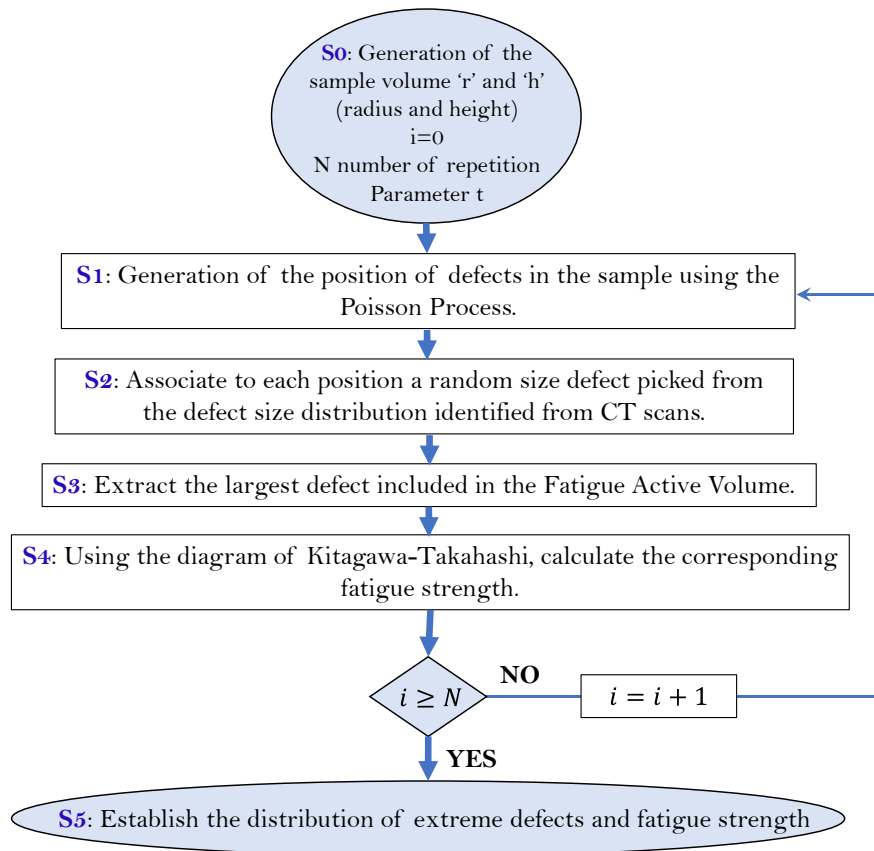 S0: Generation of the
sample volume ‘r’ and ‘h’
(radius and height)
i=0
N number of repetition
Parameter t
S1: Generation of the position of defects in the sample using the
Poisson Process.
S2: Associate to each position a random size defect picked from
the defect size distribution identified from CT scans.
S3: Extract the largest defect included in the Fatigue Active Volume.
S4: Using the diagram of Kitagawa-Takahashi, calculate the corresponding
fatigue strength.
i ≥ N
NO
i = i + 1
YES
S5: Establish the distribution of extreme defects and fatigue strength